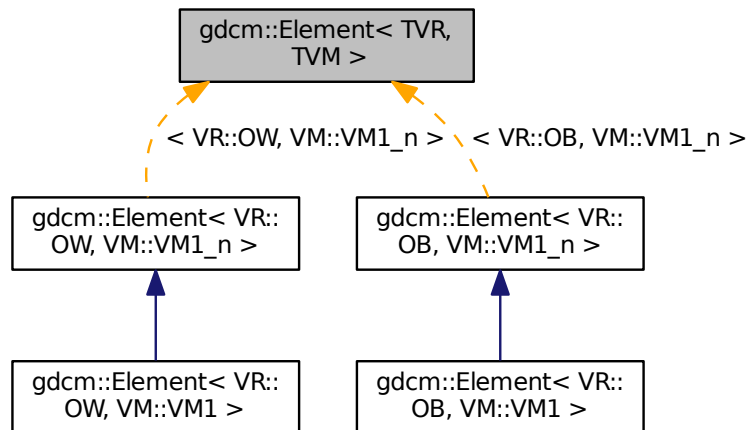 gdcm::Element< TVR,
TVM >
< VR::OW, VM::VM1_n >
< VR::OB, VM::VM1_n >
gdcm::Element< VR::
OW, VM::VM1_n >
gdcm::Element< VR::
OB, VM::VM1_n >
gdcm::Element< VR::
OW, VM::VM1 >
gdcm::Element< VR::
OB, VM::VM1 >